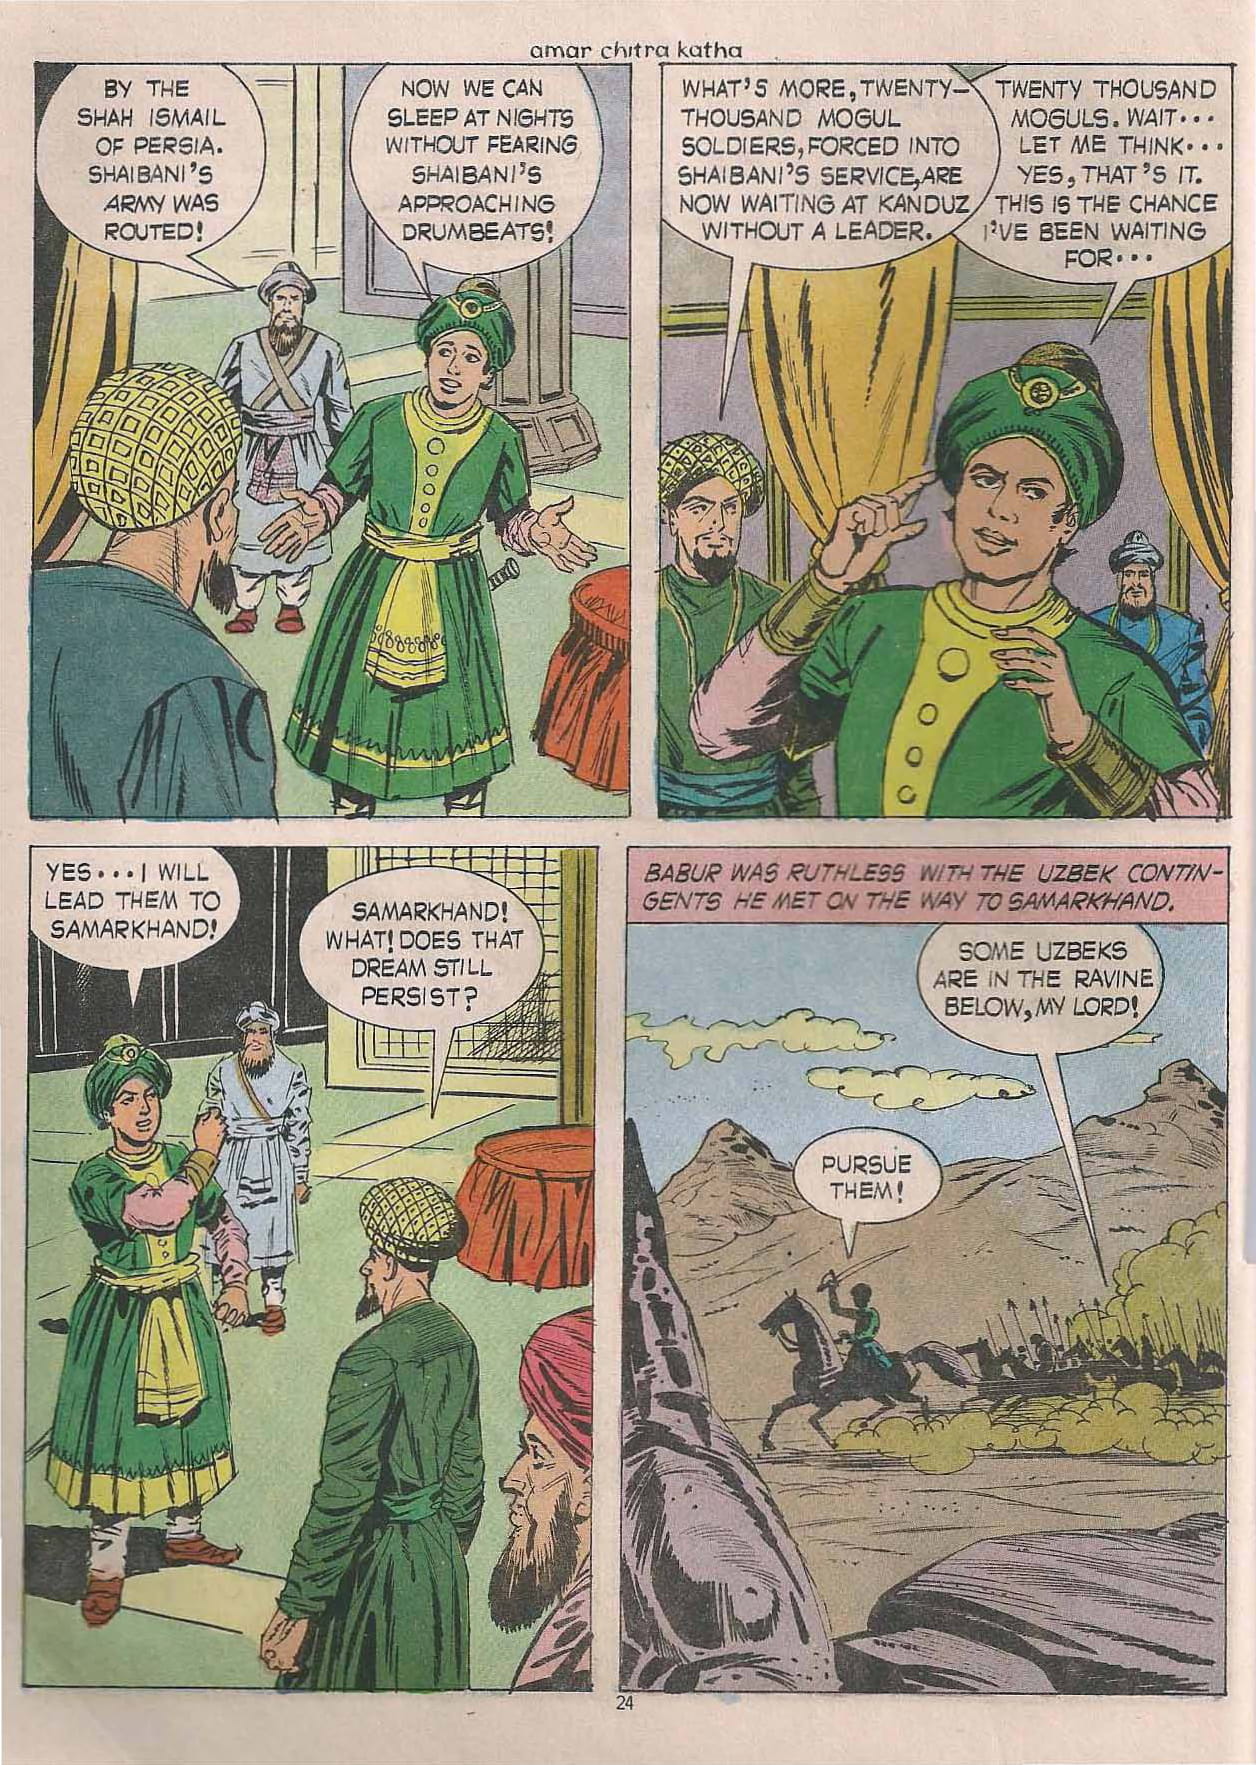 amar chitra katha
BY THE
SHAH ISMAIL
OF PERSIA.
SHAIBANI'S
ARMY WAS
ROUTED!
NOW WE CAN
SLEEP AT NIGHTS
WITHOUT FEARING
SHAIBANI'S
APPROACHING
DRUMBEATS!
WHAT'S MORE, TWENTY-
THOUSAND MOGUL
SOLDIERS, FORCED INTO
SHAIBANI'S SERVICE, ARE
NOW WAITING AT KANDUZ
WITHOUT A LEADER.
TWENTY THOUSAND
MOGULS. WAIT...
LET ME THINK...
YES, THAT'S IT.
THIS IS THE CHANCE
I'VE BEEN WAITING
FOR...
YES... I WILL
LEAD THEM TO
SAMARKHAND!
SAMARKHAND!
WHAT! DOES THAT
DREAM STILL
PERSIST?
BABUR WAS RUTHLESS WITH THE UZBEK CONTIN-
GENTS HE MET ON THE WAY TO SAMARKHAND.
SOME UZBEKS
ARE IN THE RAVINE
BELOW, MY LORD!
PURSUE
THEM!
24